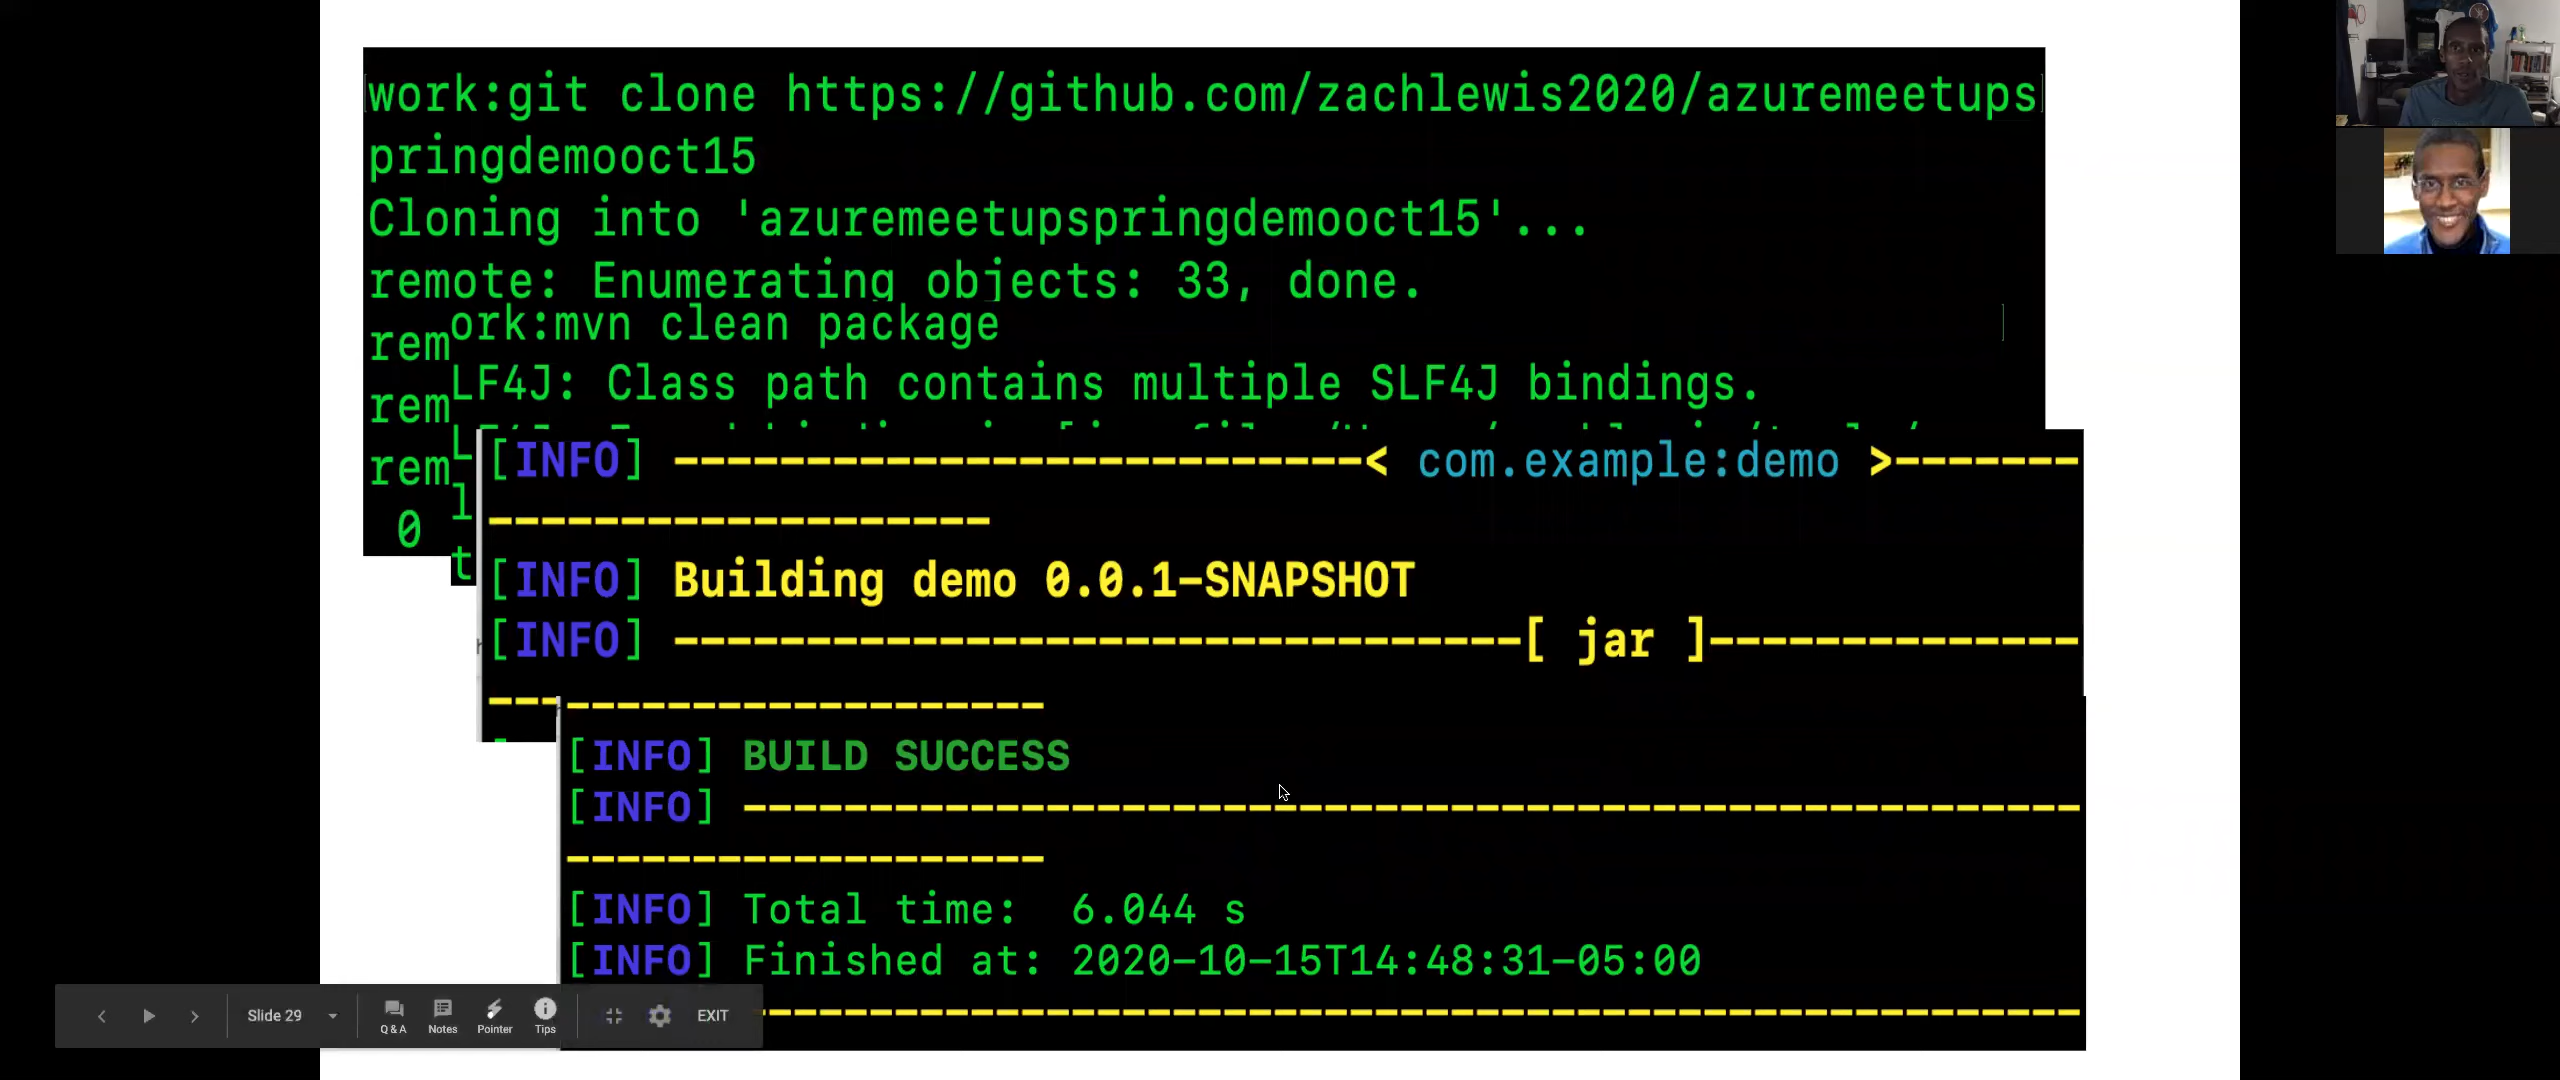 work:git clone https://github.com/zachlewis2020/azuremeetups
pringdemooct15
Cloning into 'azuremeetupspringdemooct15'...
remote: Enumerating objects: 33, done.
rem
ork:mvn clean package
rem
LF4J: Class path contains multiple SLF4J bindings.
rem
0
l
t
[INFO] --------------------------< com.example:demo >-------
-------------------
[INFO] Building demo 0.0.1-SNAPSHOT
[INFO] --------------------------------[ jar ]--------------
---
-------------------
[INFO] BUILD SUCCESS
[INFO] -----------------------------------------------------
-------------------
[INFO] Total time:  6.044 s
[INFO] Finished at: 2020-10-15T14:48:31-05:00
-----------------------------------------------------
Slide 29
Q & A
Notes
Pointer
Tips
EXIT